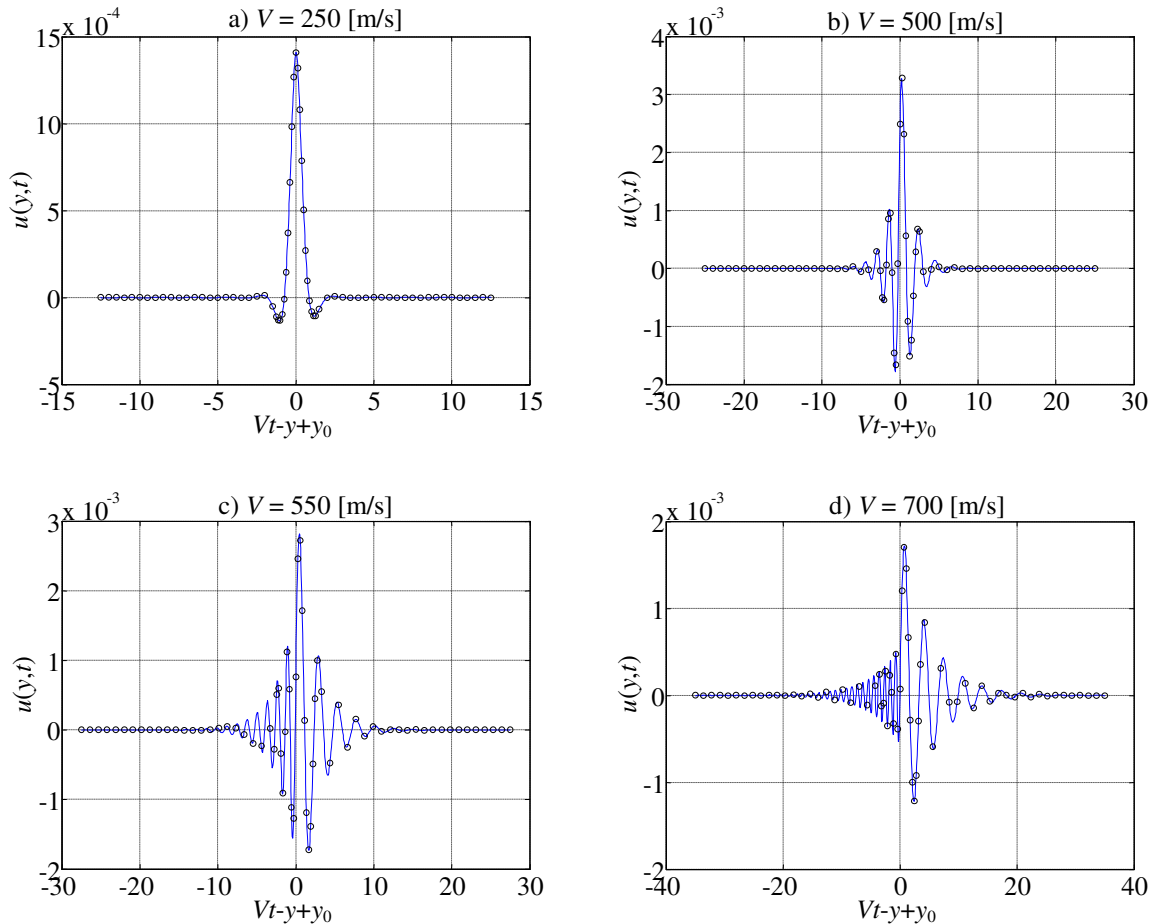 a) V = 250 [m/s]
x 10⁻⁴
15
10
5
0
-5
-15 -10 -5 0 5 10 15
u(y,t)
Vt-y+y₀
b) V = 500 [m/s]
x 10⁻³
4
3
2
1
0
-1
-2
-30 -20 -10 0 10 20 30
u(y,t)
Vt-y+y₀
c) V = 550 [m/s]
x 10⁻³
3
2
1
0
-1
-2
30 -20 -10 0 10 20 30
u(y,t)
Vt-y+y₀
d) V = 700 [m/s]
x 10⁻³
2
1
0
-1
-2
-40 -20 0 20 40
u(y,t)
Vt-y+y₀